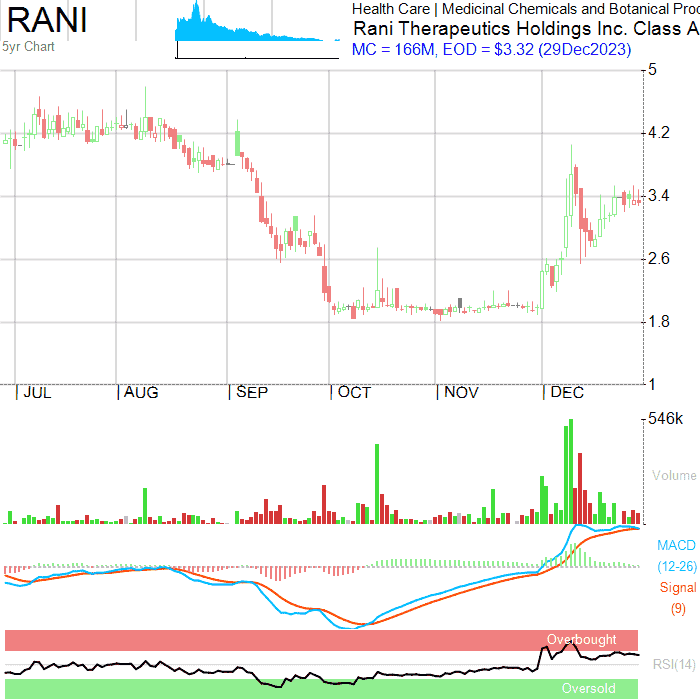 RANI
5yr Chart
Health Care | Medicinal Chemicals and Botanical Pro
Rani Therapeutics Holdings Inc. Class A
MC = 166M, EOD = $3.32 (29Dec2023)
5
4.2
3.4
2.6
1.8
1
JUL AUG SEP OCT NOV DEC
546k
Volume
MACD
(12-26)
Signal
(9)
Overbought
RSI(14)
Oversold